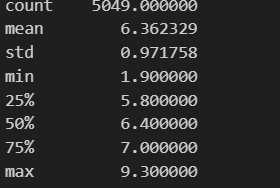 count 5049.000000
mean 6.362329
std 0.971758
min 1.900000
25% 5.800000
50% 6.400000
75% 7.000000
max 9.300000